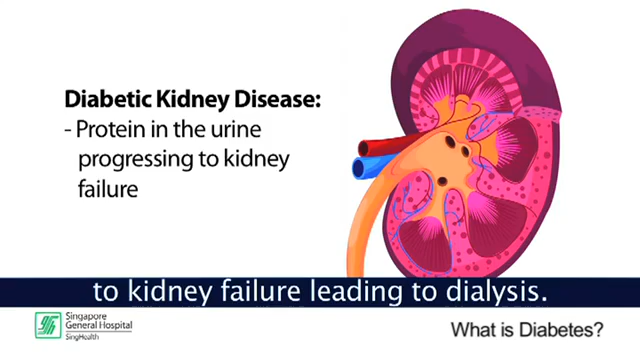 Diabetic Kidney Disease:
- Protein in the urine
progressing to kidney
failure
to kidney failure leading to dialysis.
Singapore
General Hospital
SingHealth
What is Diabetes?